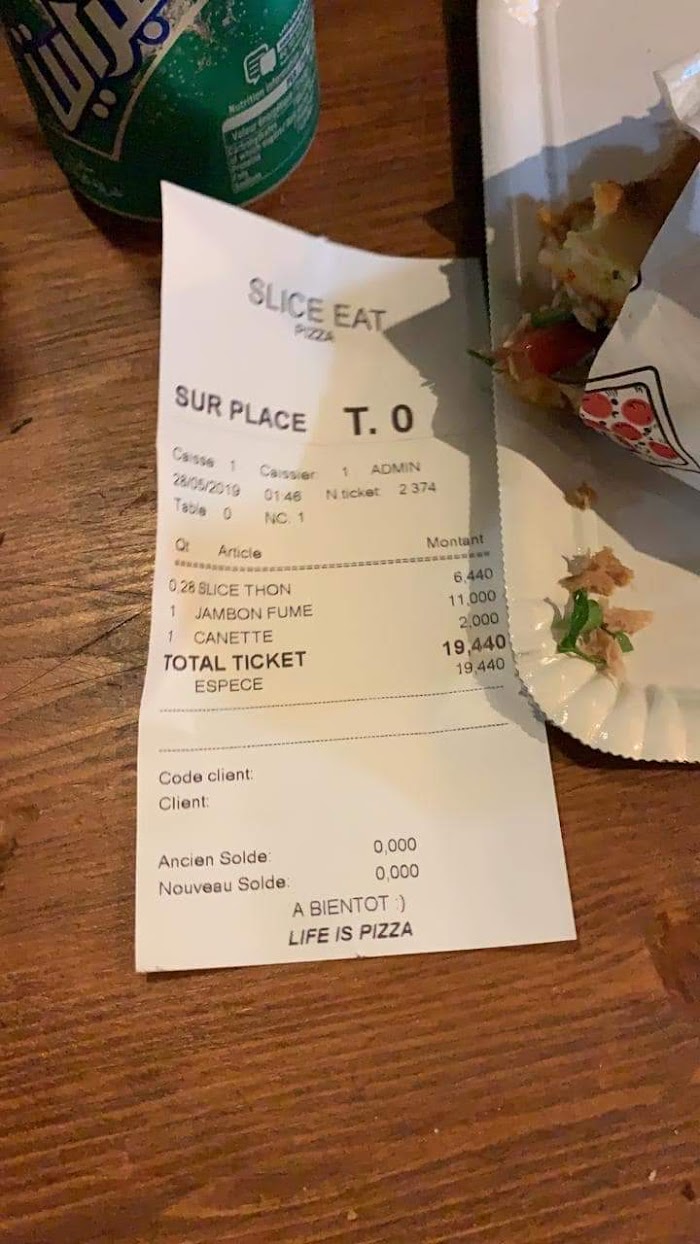 Nutrition
SLICE EAT
PIZZA
SUR PLACE T. 0
Caisse 1 Caissier 1 ADMIN
28/05/2019 01:46 N.ticket 2 374
Table 0 NC. 1
Qt Article Montant
0,28 SLICE THON 6,440
1 JAMBON FUME 11,000
1 CANETTE 2,000
TOTAL TICKET 19,440
ESPECE 19,440
Code client:
Client:
Ancien Solde: 0,000
Nouveau Solde: 0,000
A BIENTOT :)
LIFE IS PIZZA